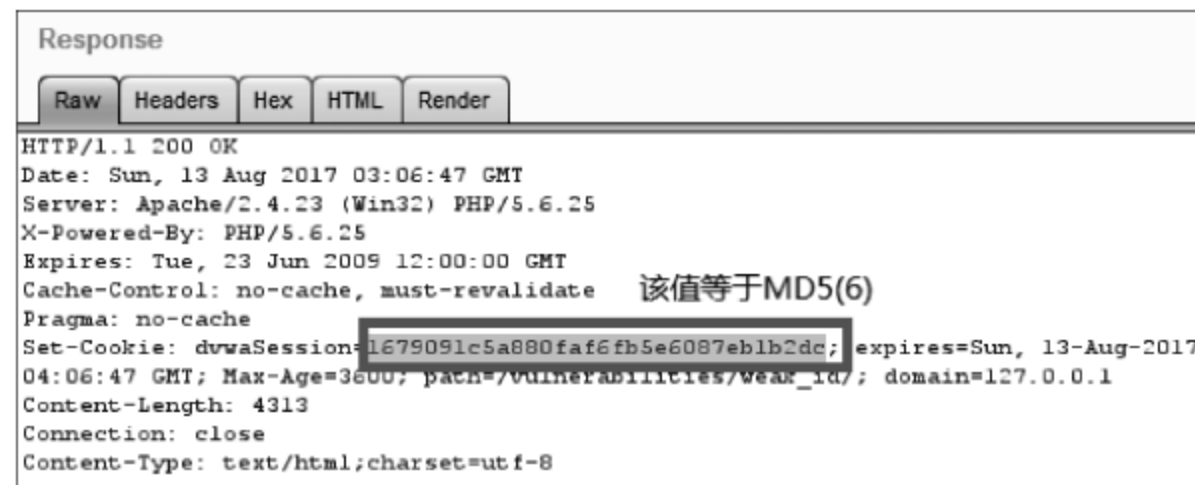 Response
Raw Headers Hex HTML Render
HTTP/1.1 200 OK
Date: Sun, 13 Aug 2017 03:06:47 GMT
Server: Apache/2.4.23 (Win32) PHP/5.6.25
X-Powered-By: PHP/5.6.25
Expires: Tue, 23 Jun 2009 12:00:00 GMT
Cache-Control: no-cache, must-revalidate
该值等于MD5(6)
Pragma: no-cache
Set-Cookie: dvwaSession=1679091c5a880faf6fb5e6087eb1b2dc; expires=Sun, 13-Aug-2017
04:06:47 GMT; Max-Age=3600; path=/vulnerabilities/weak_id/; domain=127.0.0.1
Content-Length: 4313
Connection: close
Content-Type: text/html;charset=utf-8